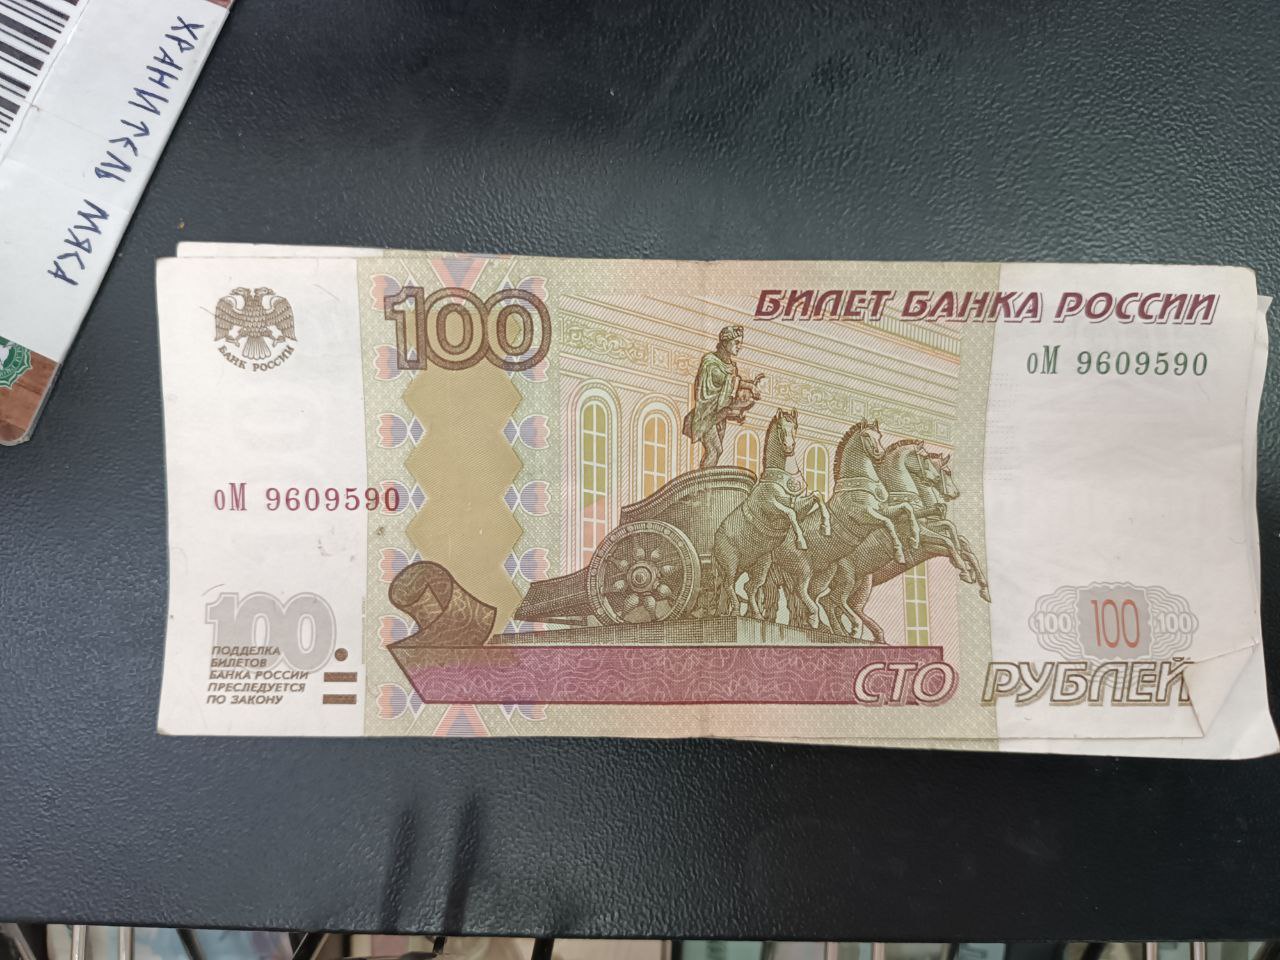 ХРАНИТЕЛЬ МЯСА
100
БАНК РОССИИ
БИЛЕТ БАНКА РОССИИ
оМ 9609590
оМ 9609590
100
ПОДДЕЛКА
БИЛЕТОВ
БАНКА РОССИИ
ПРЕСЛЕДУЕТСЯ
ПО ЗАКОНУ
100 100 100
СТО РУБЛЕЙ